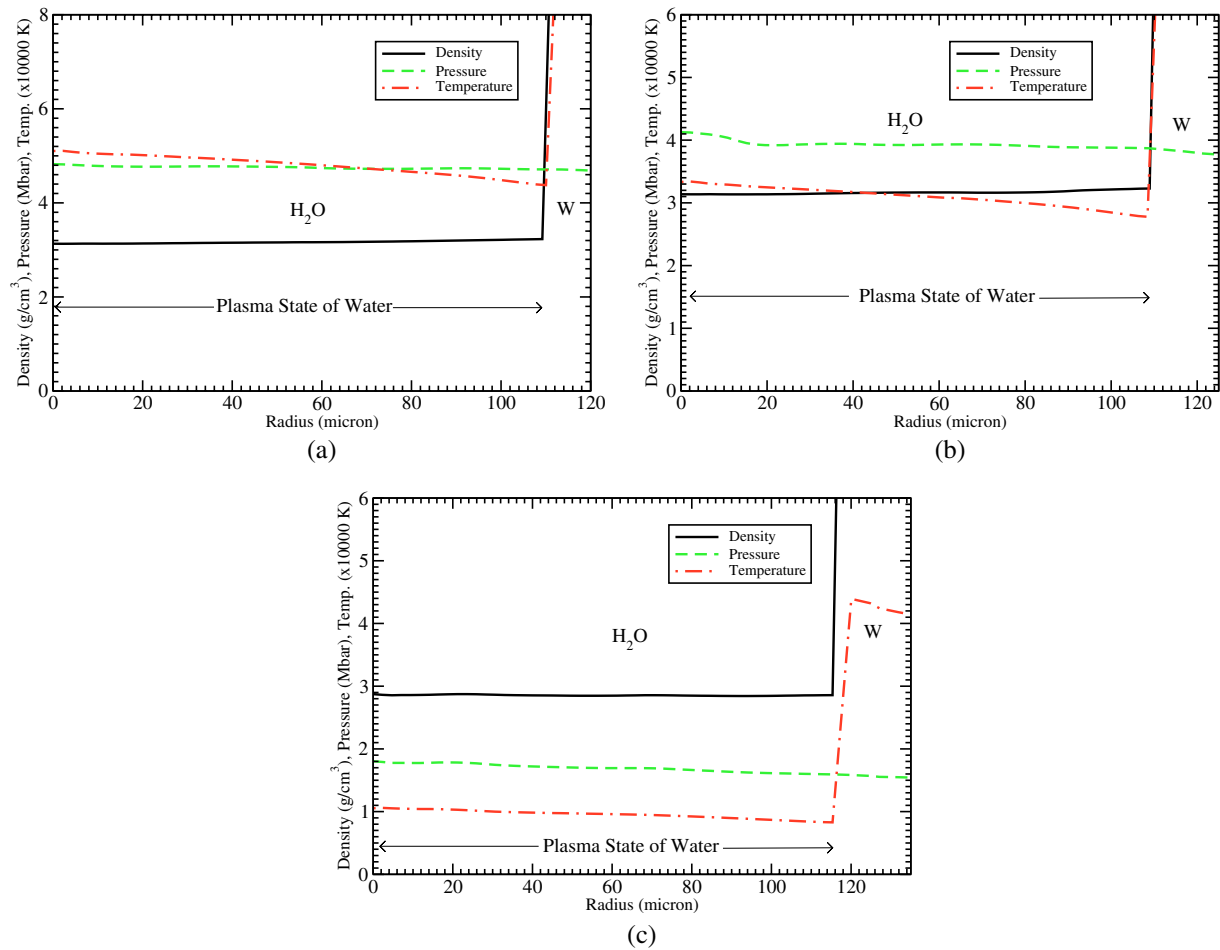 Density (g/cm³), Pressure (Mbar), Temp. (x10000 K)
8
6
4
2
0
Density
Pressure
Temperature
H₂O
W
Plasma State of Water
0 20 40 60 80 100 120
Radius (micron)
(a)
Density (g/cm³), Pressure (Mbar), Temp. (x10000 K)
6
5
4
3
2
1
0
Density
Pressure
Temperature
H₂O
W
Plasma State of Water
0 20 40 60 80 100 120
Radius (micron)
(b)
Density (g/cm³), Pressure (Mbar), Temp. (x10000 K)
6
5
4
3
2
1
0
Density
Pressure
Temperature
H₂O
W
Plasma State of Water
0 20 40 60 80 100 120
Radius (micron)
(c)